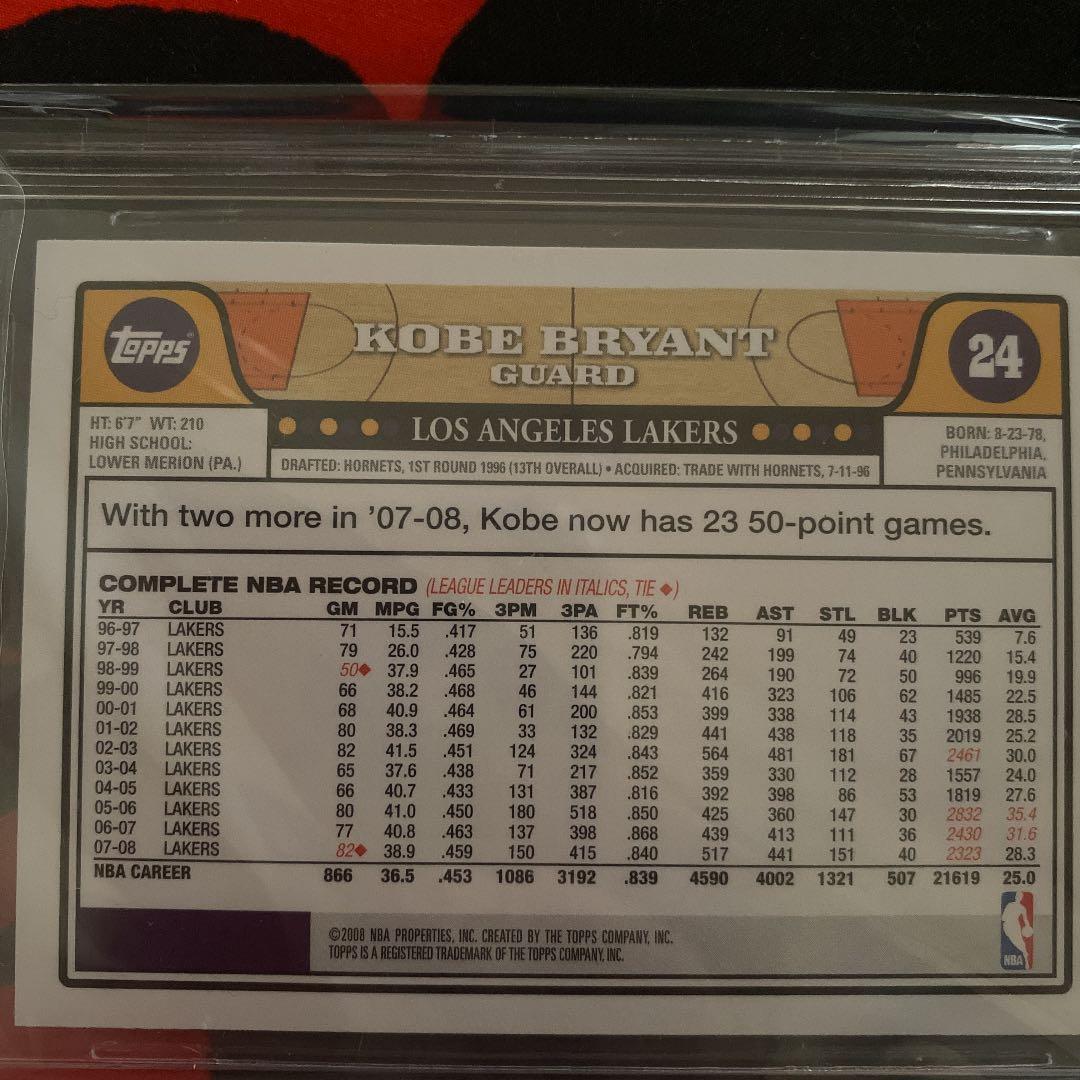 TOPPS
KOBE BRYANT
GUARD
24
HT: 6'7" WT: 210
HIGH SCHOOL:
LOWER MERION (PA.)
LOS ANGELES LAKERS
BORN: 8-23-78,
PHILADELPHIA,
PENNSYLVANIA
DRAFTED: HORNETS, 1ST ROUND 1996 (13TH OVERALL) • ACQUIRED: TRADE WITH HORNETS, 7-11-96
With two more in '07-08, Kobe now has 23 50-point games.
COMPLETE NBA RECORD (LEAGUE LEADERS IN ITALICS, TIE ◆)
YR CLUB GM MPG FG% 3PM 3PA FT% REB AST STL BLK PTS AVG
96-97 LAKERS 71 15.5 .417 51 136 .819 132 91 49 23 539 7.6
97-98 LAKERS 79 26.0 .428 75 220 .794 242 199 74 40 1220 15.4
98-99 LAKERS 50◆ 37.9 .465 27 101 .839 264 190 72 50 996 19.9
99-00 LAKERS 66 38.2 .468 46 144 .821 416 323 106 62 1485 22.5
00-01 LAKERS 68 40.9 .464 61 200 .853 399 338 114 43 1938 28.5
01-02 LAKERS 80 38.3 .469 33 132 .829 441 438 118 35 2019 25.2
02-03 LAKERS 82 41.5 .451 124 324 .843 564 481 181 67 2461 30.0
03-04 LAKERS 65 37.6 .438 71 217 .852 359 330 112 28 1557 24.0
04-05 LAKERS 66 40.7 .433 131 387 .816 392 398 86 53 1819 27.6
05-06 LAKERS 80 41.0 .450 180 518 .850 425 360 147 30 2832 35.4
06-07 LAKERS 77 40.8 .463 137 398 .868 439 413 111 36 2430 31.6
07-08 LAKERS 82◆ 38.9 .459 150 415 .840 517 441 151 40 2323 28.3
NBA CAREER 866 36.5 .453 1086 3192 .839 4590 4002 1321 507 21619 25.0
©2008 NBA PROPERTIES, INC. CREATED BY THE TOPPS COMPANY, INC.
TOPPS IS A REGISTERED TRADEMARK OF THE TOPPS COMPANY, INC.
NBA